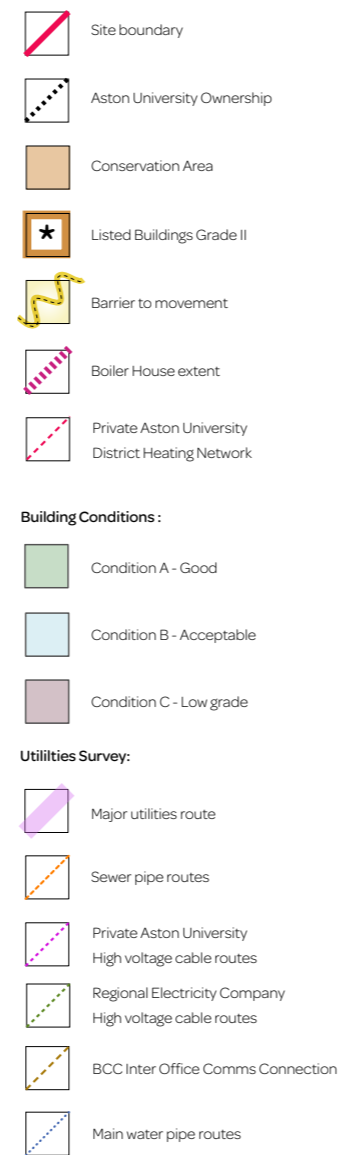 Site boundary
Aston University Ownership
Conservation Area
*
Listed Buildings Grade II
Barrier to movement
Boiler House extent
Private Aston University
District Heating Network
Building Conditions :
Condition A - Good
Condition B - Acceptable
Condition C - Low grade
Utililties Survey:
Major utilities route
Sewer pipe routes
Private Aston University
High voltage cable routes
Regional Electricity Company
High voltage cable routes
BCC Inter Office Comms Connection
Main water pipe routes